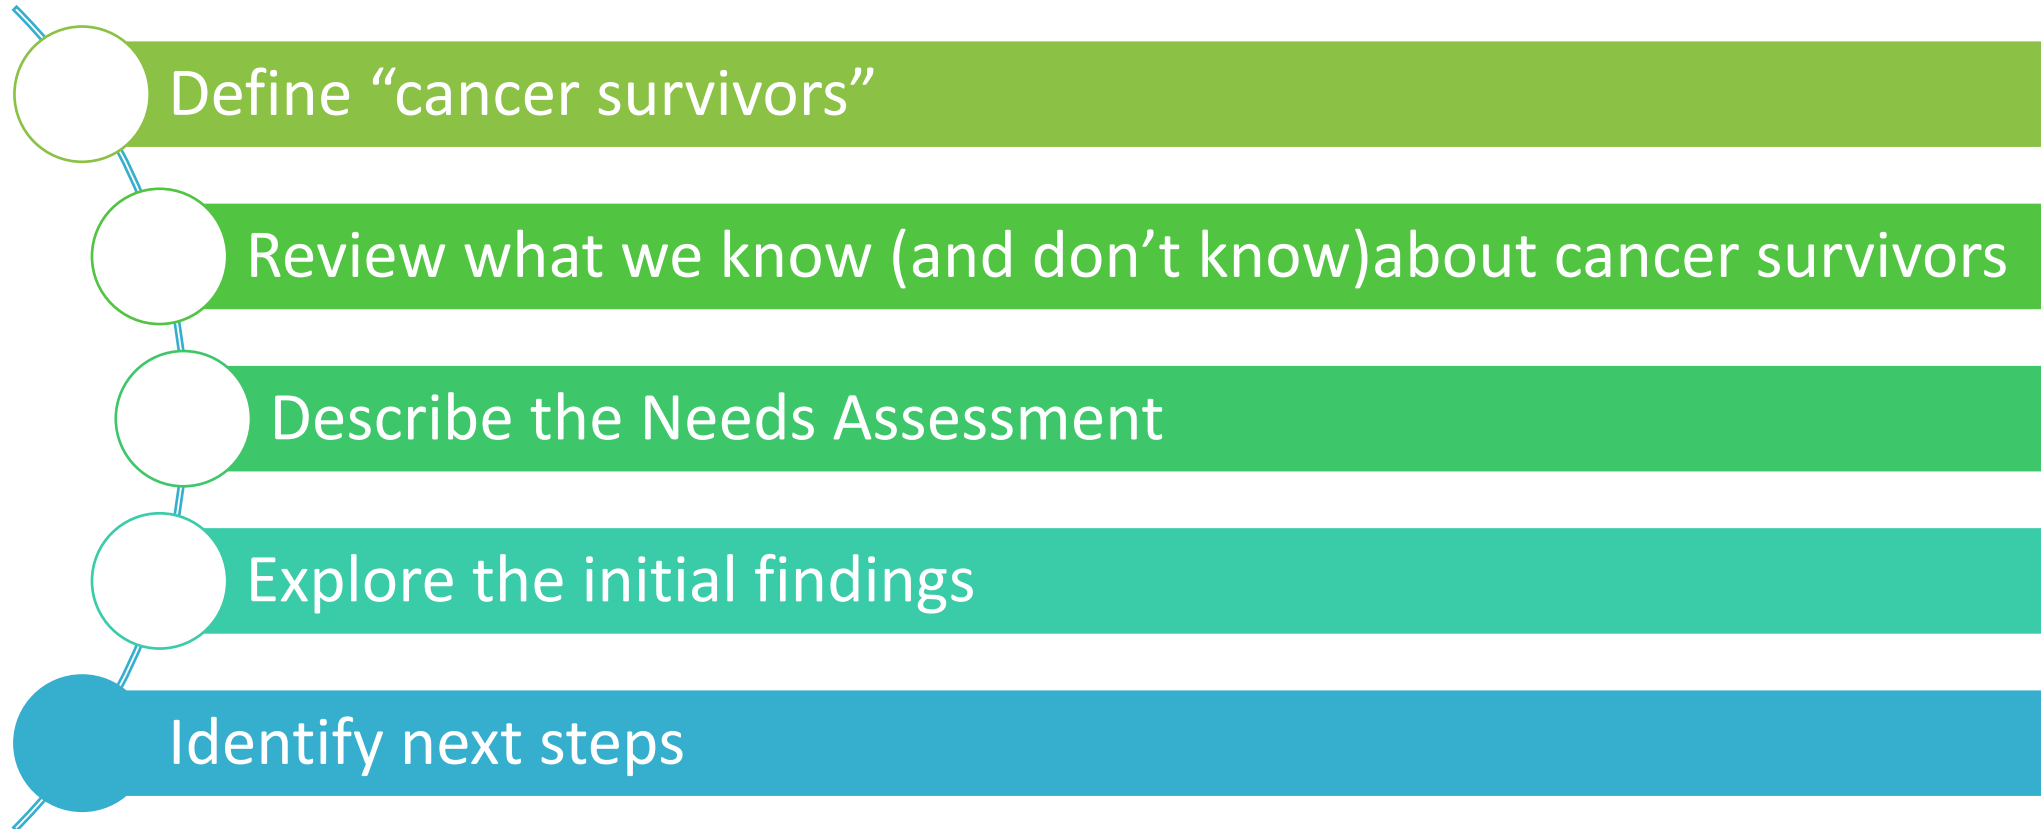 Define “cancer survivors”
Review what we know (and don’t know)about cancer survivors
Describe the Needs Assessment
Explore the initial findings
Identify next steps